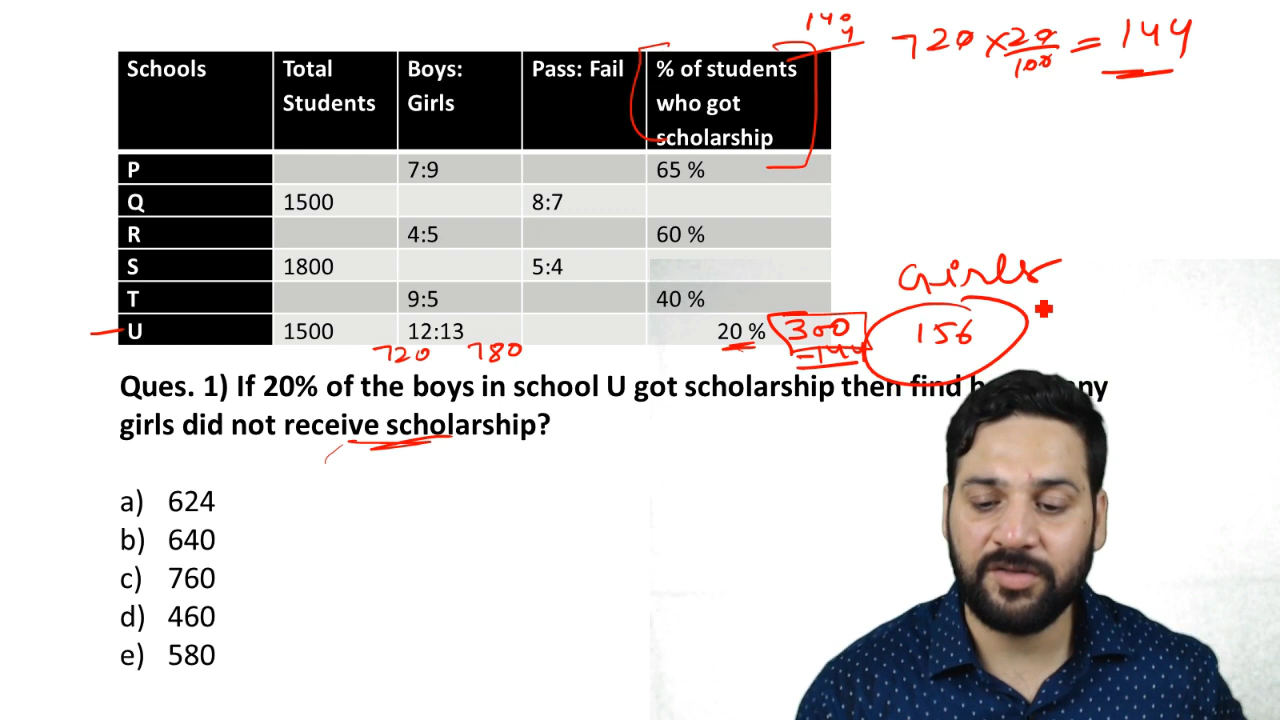 140
4
720 × 20/100 = 144
Schools Total Students Boys: Girls Pass: Fail % of students who got scholarship
P 7:9 65 %
Q 1500 8:7
R 4:5 60 %
S 1800 5:4
T 9:5 40 %
U 1500 12:13 20 % 300
-144
Girls
156
720 780
Ques. 1) If 20% of the boys in school U got scholarship then find
girls did not receive scholarship?
a) 624
b) 640
c) 760
d) 460
e) 580